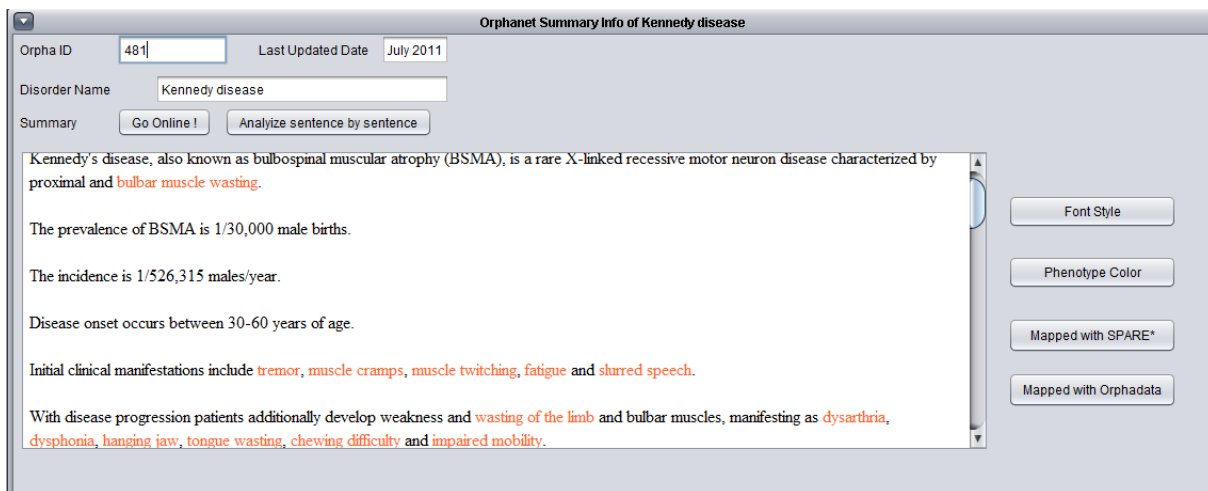 Orphanet Summary Info of Kennedy disease
Orpha ID 481 Last Updated Date July 2011
Disorder Name Kennedy disease
Summary Go Online ! Analyize sentence by sentence
Kennedy's disease, also known as bulbospinal muscular atrophy (BSMA), is a rare X-linked recessive motor neuron disease characterized by
proximal and bulbar muscle wasting.
The prevalence of BSMA is 1/30,000 male births.
The incidence is 1/526,315 males/year.
Disease onset occurs between 30-60 years of age.
Initial clinical manifestations include tremor, muscle cramps, muscle twitching, fatigue and slurred speech.
With disease progression patients additionally develop weakness and wasting of the limb and bulbar muscles, manifesting as dysarthria,
dysphonia, hanging jaw, tongue wasting, chewing difficulty and impaired mobility.
Font Style
Phenotype Color
Mapped with SPARE*
Mapped with Orphadata